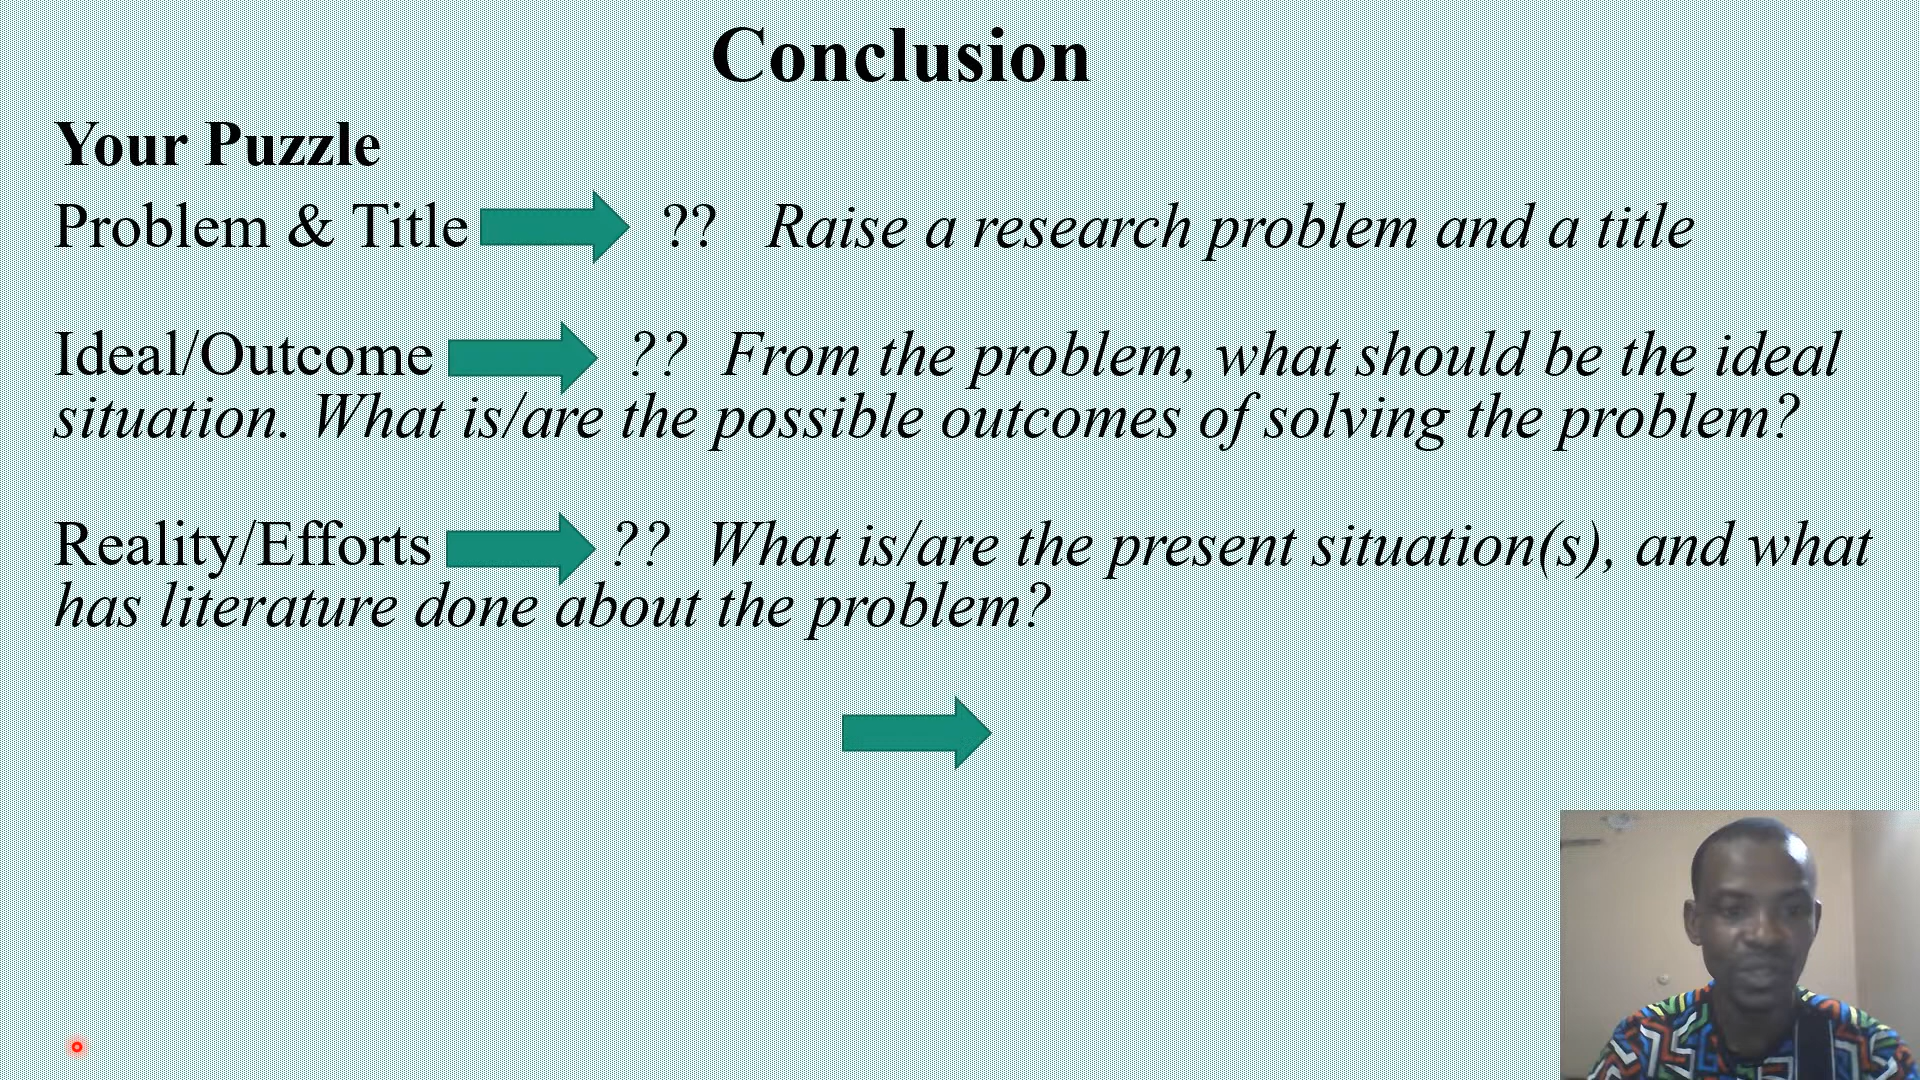 Conclusion
Your Puzzle
Problem & Title ?? Raise a research problem and a title
Ideal/Outcome ?? From the problem, what should be the ideal
situation. What is/are the possible outcomes of solving the problem?
Reality/Efforts ?? What is/are the present situation(s), and what
has literature done about the problem?